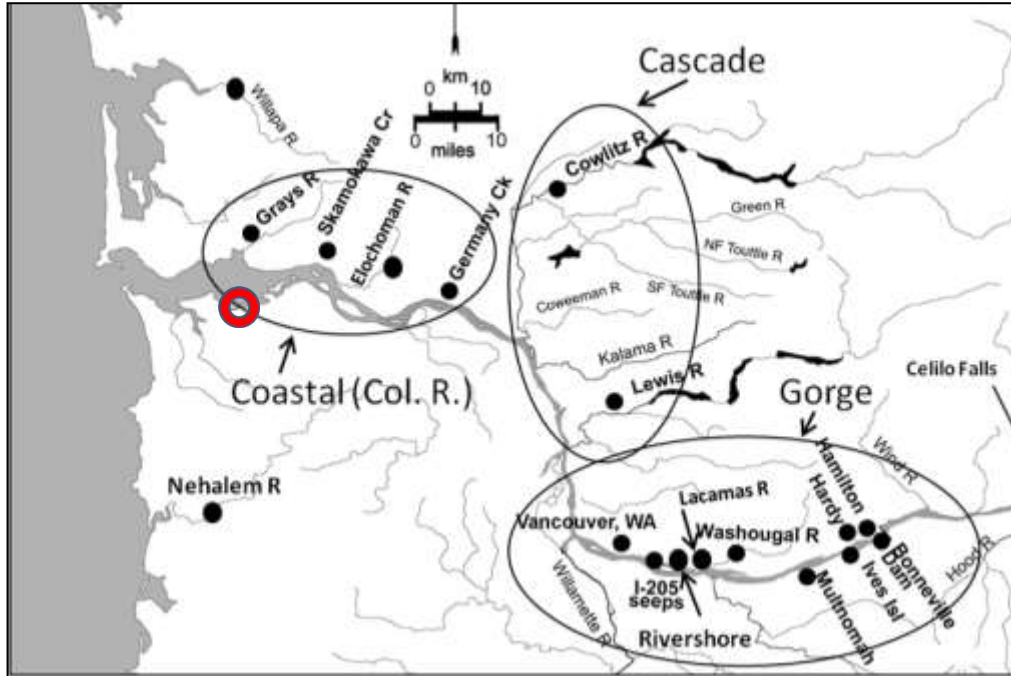 Cascade
km
0 10
0 10
miles
Willapa R
Cowlitz R
Grays R
Skamokawa Cr
Elochoman R
Germany Ck
Green R
NF Touttle R
SF Touttle R
Coweeman R
Kalama R
Lewis R
Celilo Falls
Coastal (Col. R.)
Gorge
Nehalem R
Hamilton
Hardy
Wind R
Lacamas R
Vancouver, WA
Washougal R
I-205
seeps
Rivershore
Willamette R
Multnomah
Ives Isl
Bonneville
Dam
Hood R